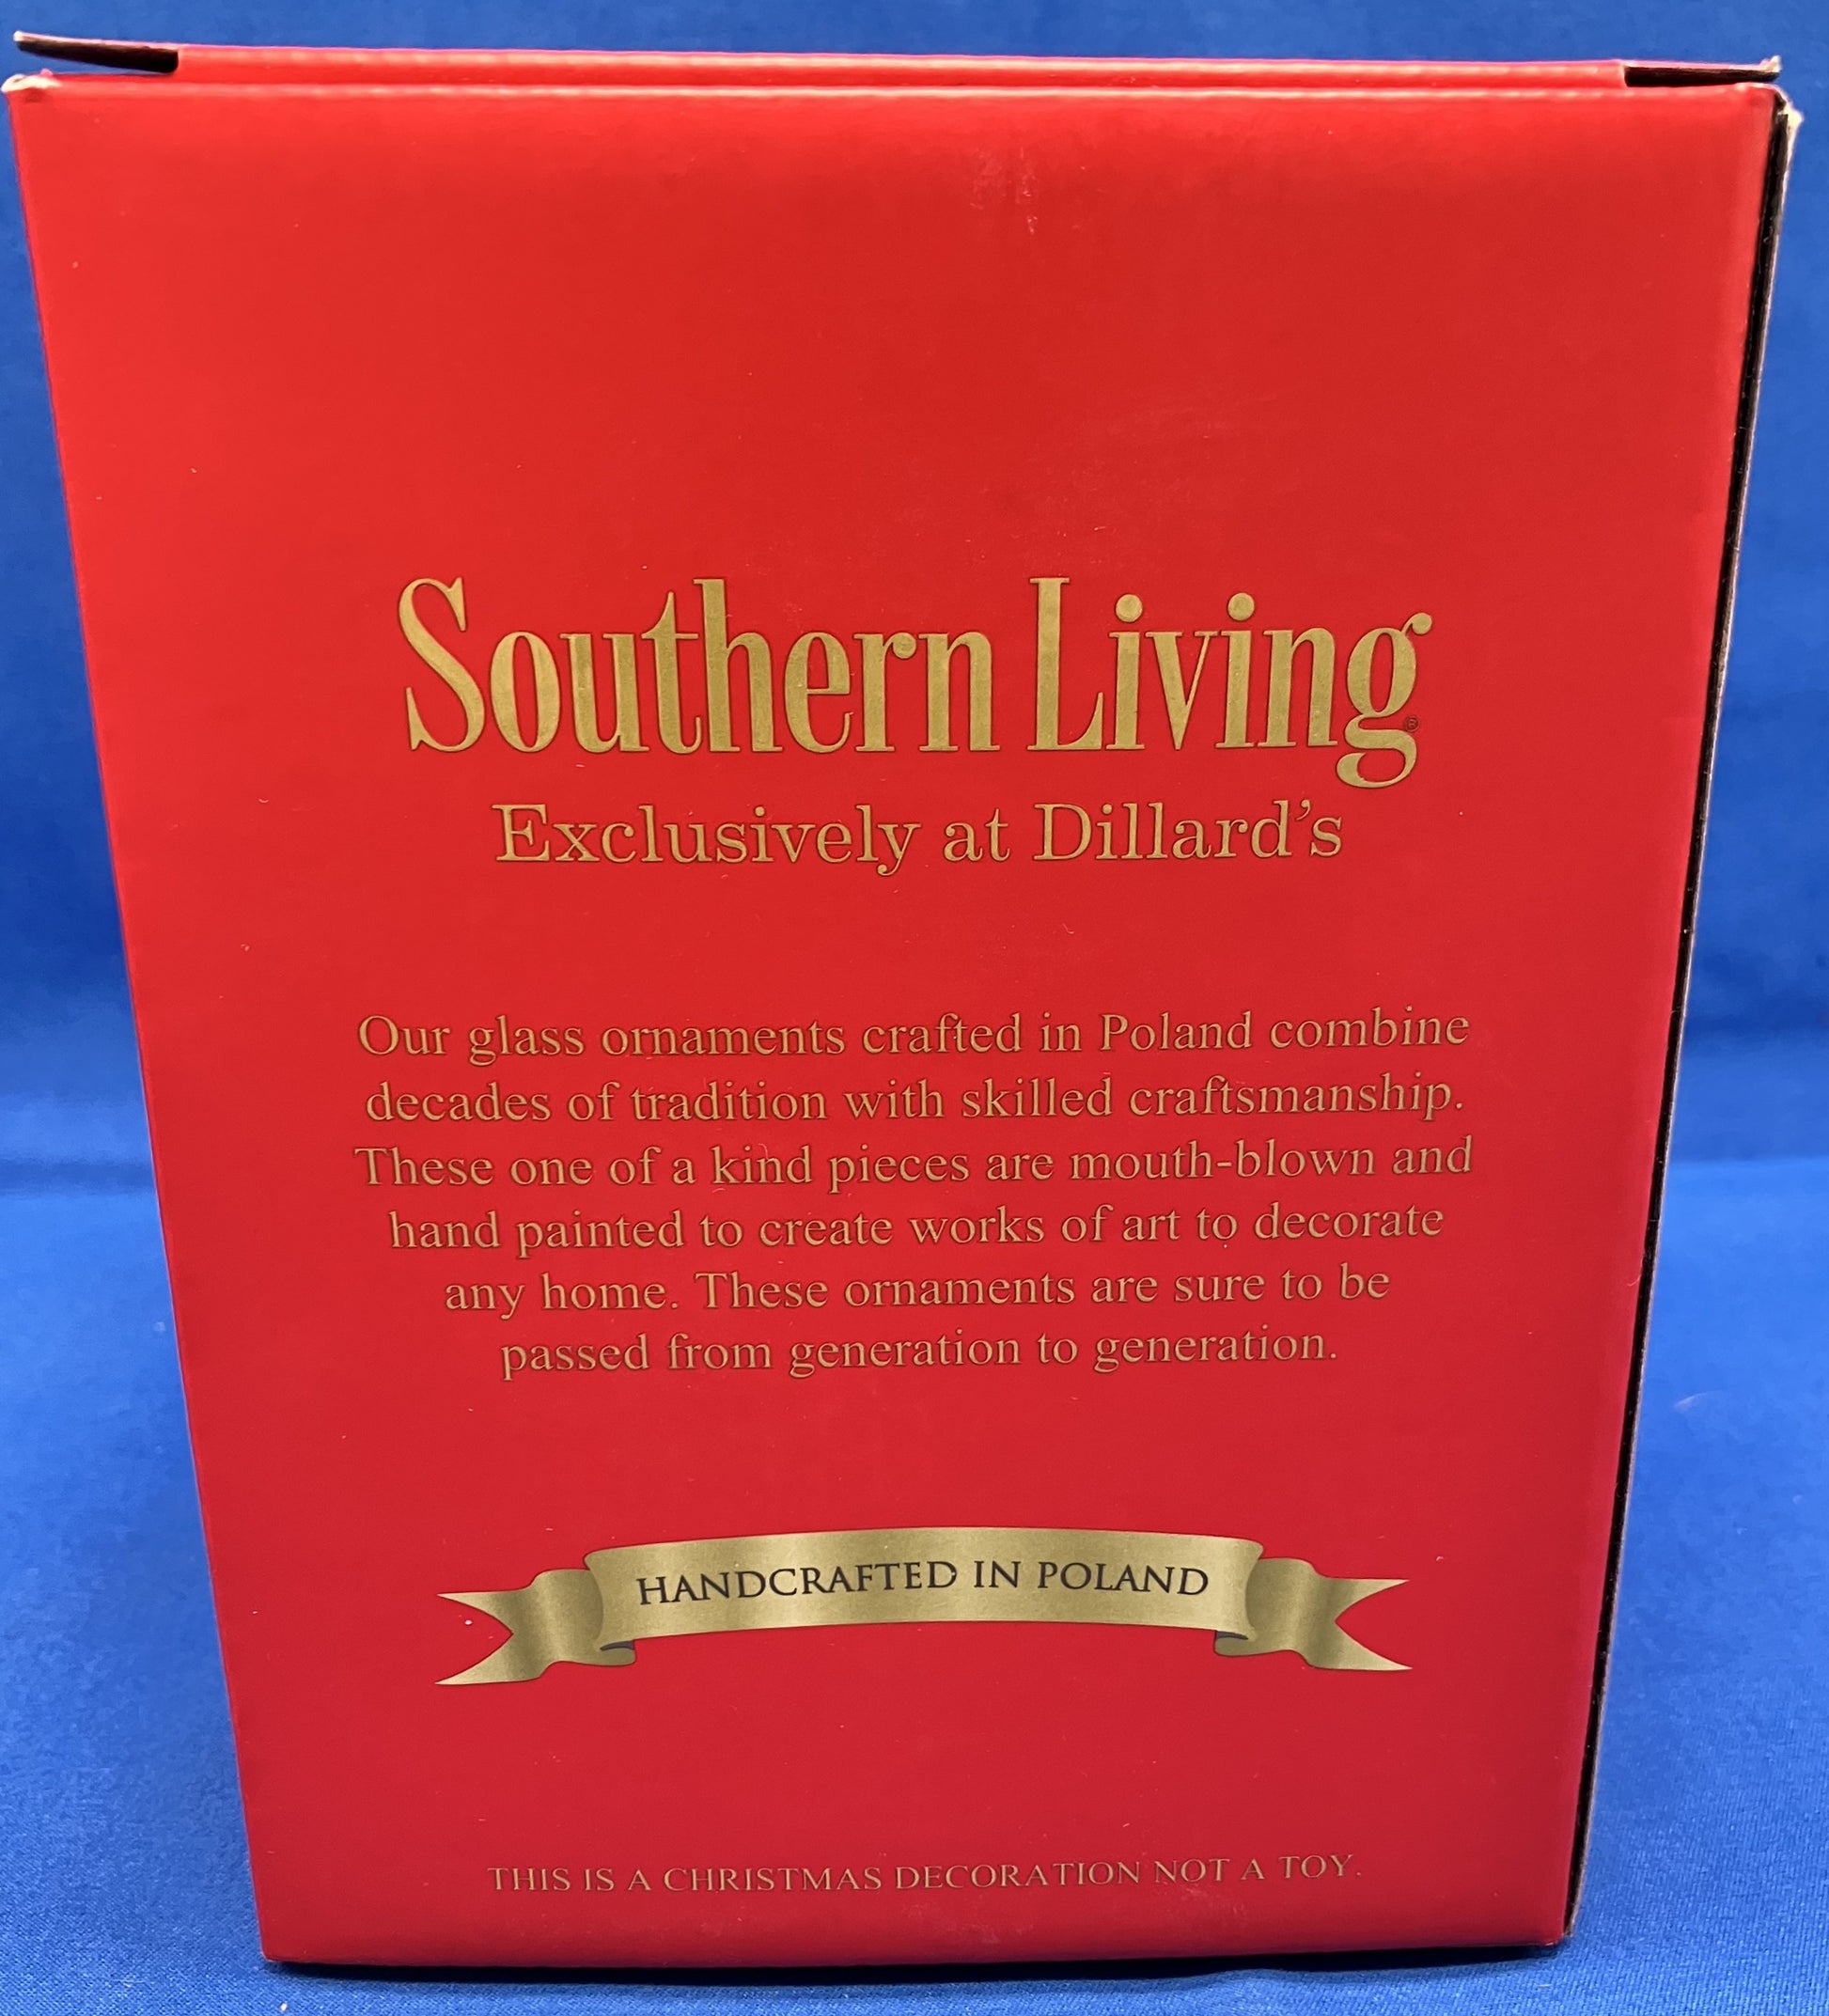 Southern Living®
Exclusively at Dillard's
Our glass ornaments crafted in Poland combine
decades of tradition with skilled craftsmanship.
These one of a kind pieces are mouth-blown and
hand painted to create works of art to decorate
any home. These ornaments are sure to be
passed from generation to generation.
HANDCRAFTED IN POLAND
THIS IS A CHRISTMAS DECORATION NOT A TOY.